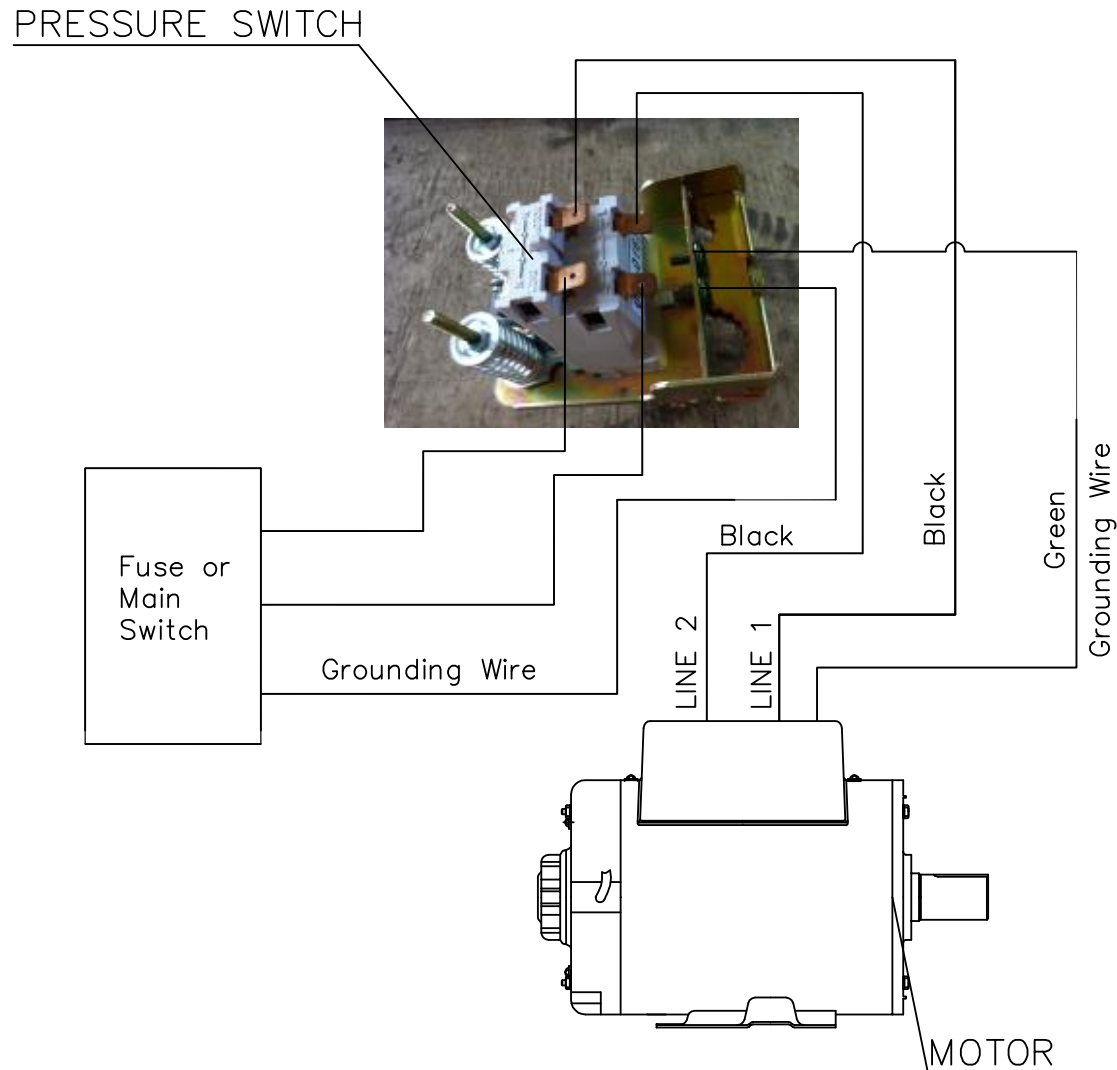 PRESSURE SWITCH
Fuse or
Main
Switch
Grounding Wire
Black
Black
Green
Grounding Wire
LINE 2
LINE 1
MOTOR